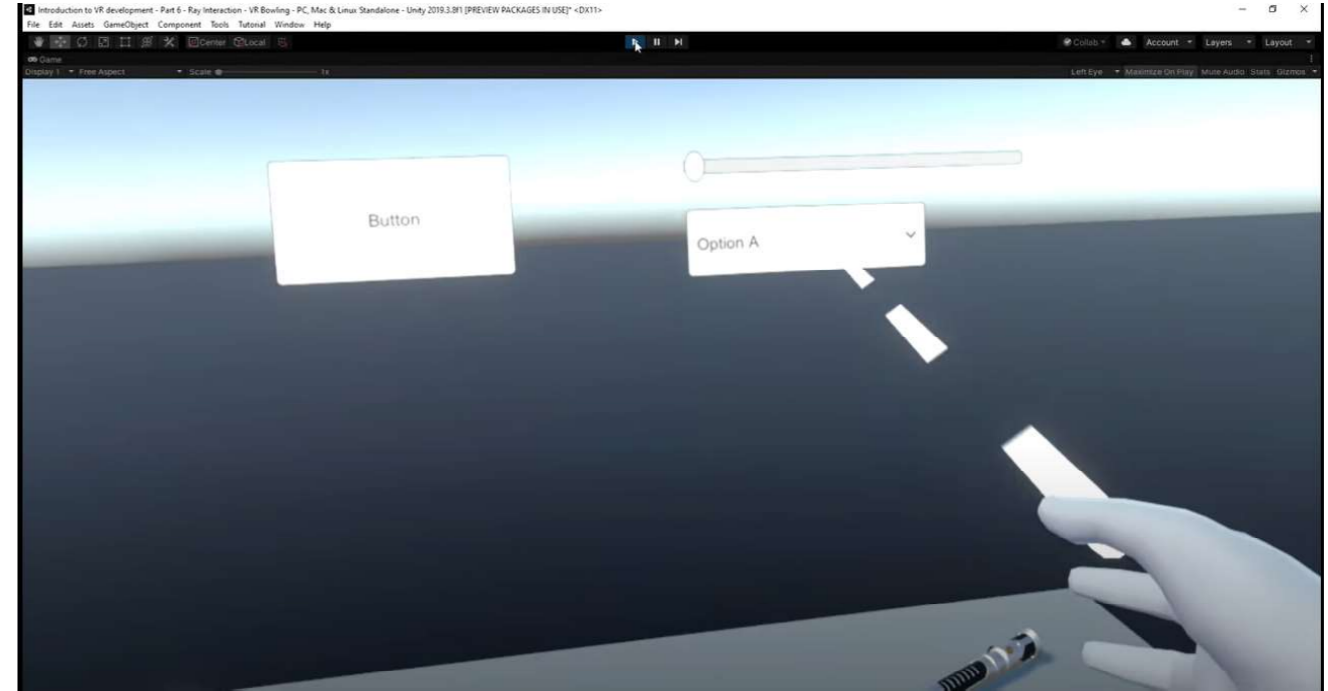 Introduction to VR development - Part 6 - Ray Interaction - VR Bowling - PC, Mac & Linux Standalone - Unity 2019.3.8f1 [PREVIEW PACKAGES IN USE]* <DX11>
File Edit Assets GameObject Component Tools Tutorial Window Help
Center Local Collab Account Layers Layout
Game
Display 1 Free Aspect Scale 1x Left Eye Maximize On Play Mute Audio Stats Gizmos
Button
Option A